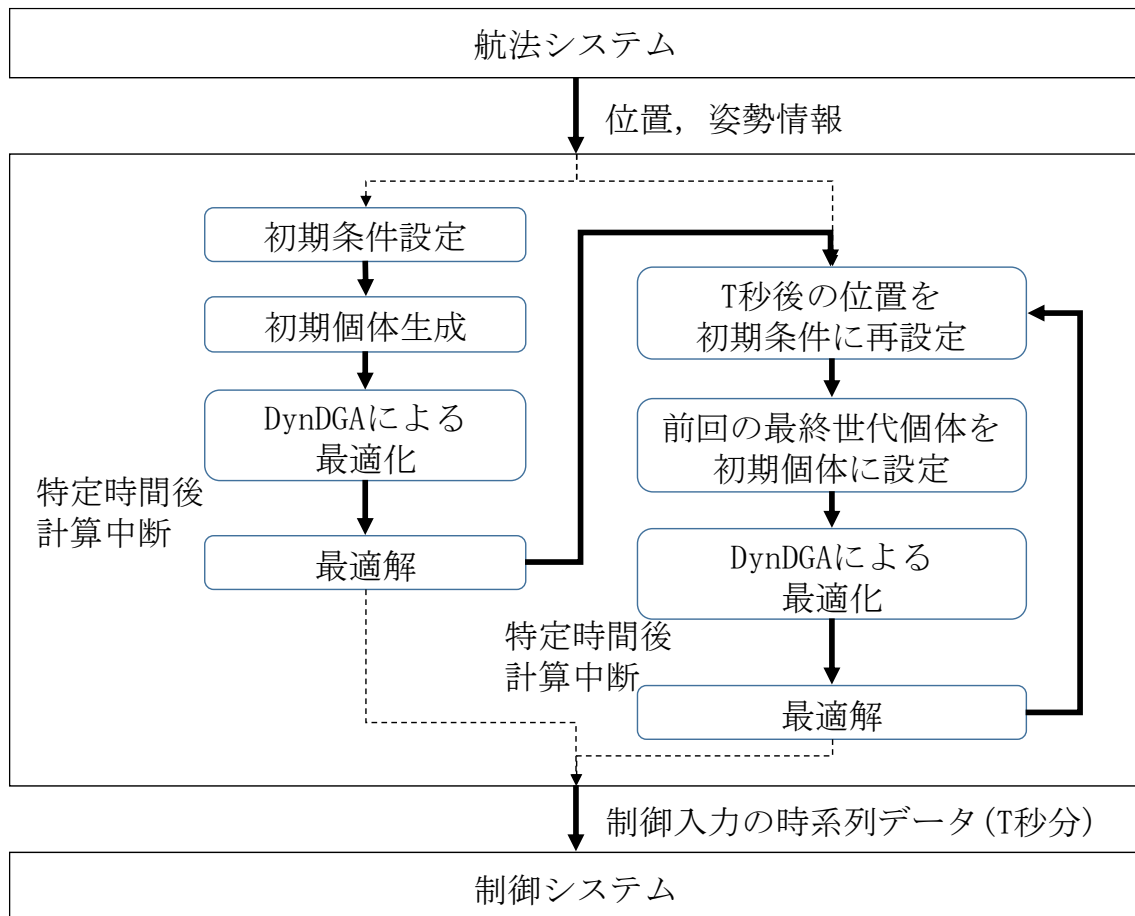 航法システム
位置, 姿勢情報
初期条件設定
初期個体生成
DynDGAによる
最適化
特定時間後
計算中断
最適解
T秒後の位置を
初期条件に再設定
前回の最終世代個体を
初期個体に設定
DynDGAによる
最適化
特定時間後
計算中断
最適解
制御入力の時系列データ(T秒分)
制御システム